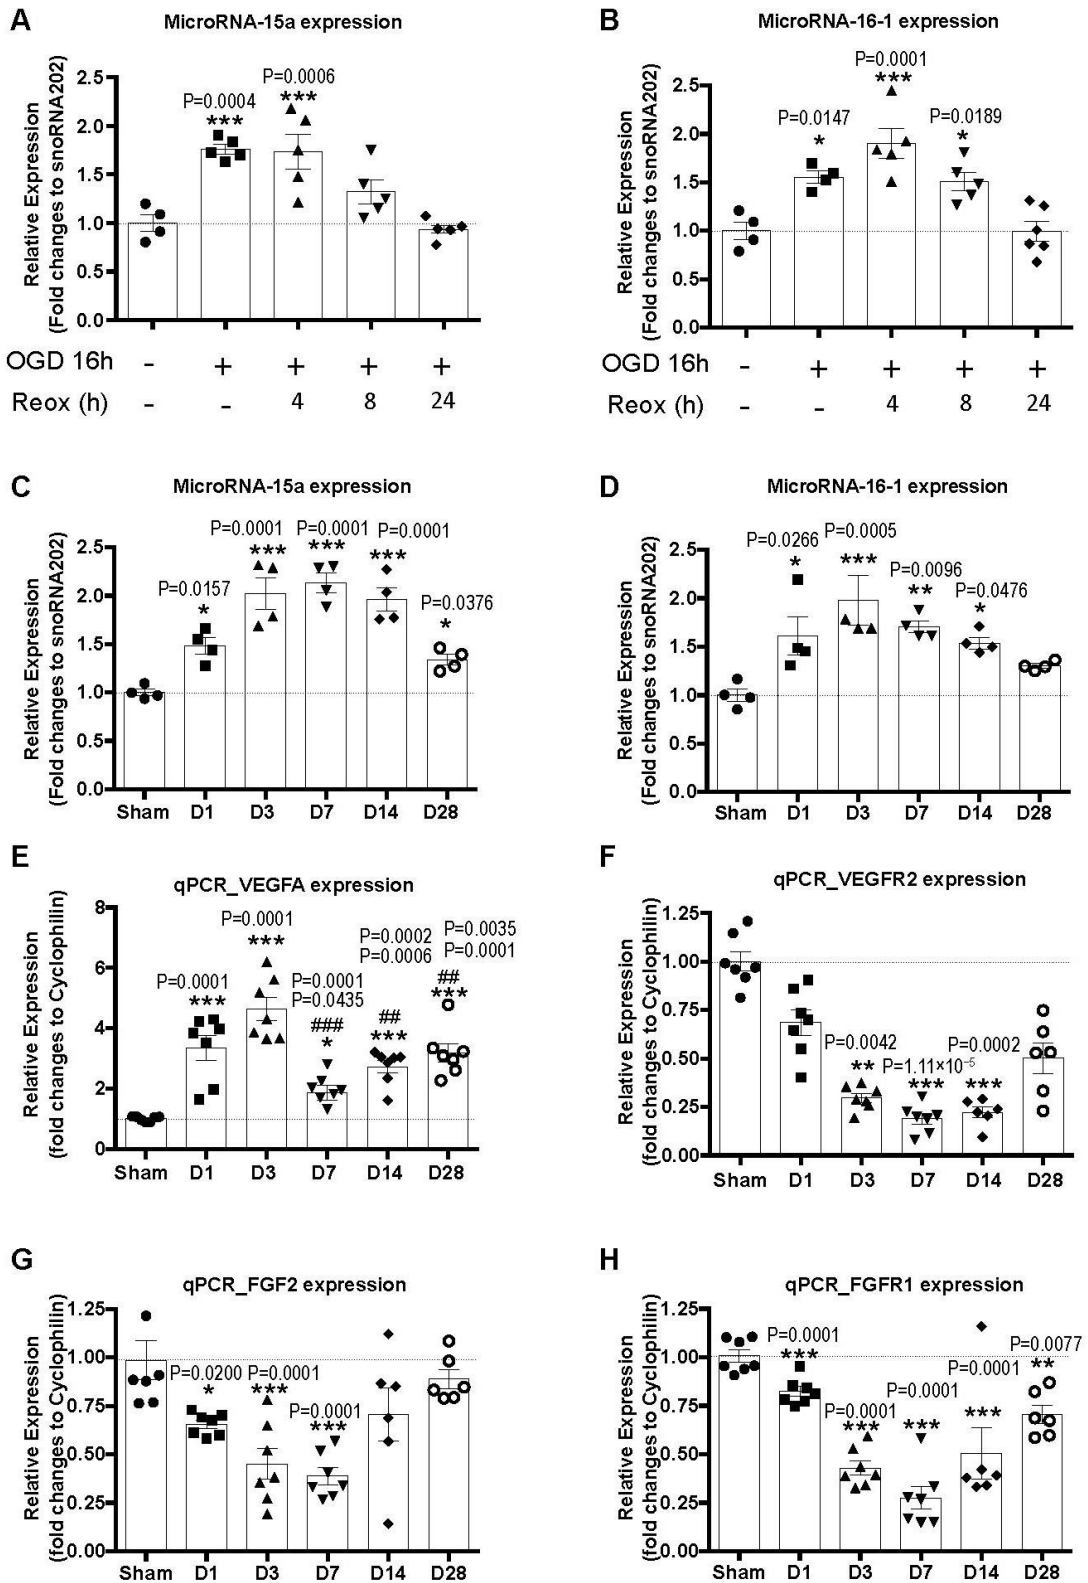 A
MicroRNA-15a expression
Relative Expression
(Fold changes to snoRNA202)
2.5
2.0
1.5
1.0
0.5
0.0
P=0.0004
***
P=0.0006
***
OGD 16h - + + + +
Reox (h) - - 4 8 24
B
MicroRNA-16-1 expression
Relative Expression
(Fold changes to snoRNA202)
2.5
2.0
1.5
1.0
0.5
0.0
P=0.0147
*
P=0.0001
***
P=0.0189
*
OGD 16h - + + + +
Reox (h) - - 4 8 24
C
MicroRNA-15a expression
Relative Expression
(Fold changes to snoRNA202)
2.5
2.0
1.5
1.0
0.5
0.0
P=0.0157
*
P=0.0001
***
P=0.0001
***
P=0.0001
***
P=0.0376
*
Sham D1 D3 D7 D14 D28
D
MicroRNA-16-1 expression
Relative Expression
(Fold changes to snoRNA202)
2.5
2.0
1.5
1.0
0.5
0.0
P=0.0266
*
P=0.0005
***
P=0.0096
**
P=0.0476
*
Sham D1 D3 D7 D14 D28
E
qPCR_VEGFA expression
Relative Expression
(fold changes to Cyclophilin)
8
6
4
2
0
P=0.0001
***
P=0.0001
***
P=0.0001
P=0.0435
###
*
P=0.0002
P=0.0006
##
***
P=0.0035
P=0.0001
##
***
Sham D1 D3 D7 D14 D28
F
qPCR_VEGFR2 expression
Relative Expression
(fold changes to Cyclophilin)
1.25
1.00
0.75
0.50
0.25
0.00
P=0.0042
**
P=1.11×10⁻⁵
***
P=0.0002
***
Sham D1 D3 D7 D14 D28
G
qPCR_FGF2 expression
Relative Expression
(fold changes to Cyclophilin)
1.25
1.00
0.75
0.50
0.25
0.00
P=0.0200
*
P=0.0001
***
P=0.0001
***
Sham D1 D3 D7 D14 D28
H
qPCR_FGFR1 expression
Relative Expression
(fold changes to Cyclophilin)
1.25
1.00
0.75
0.50
0.25
0.00
P=0.0001
***
P=0.0001
***
P=0.0001
***
P=0.0001
***
P=0.0077
**
Sham D1 D3 D7 D14 D28